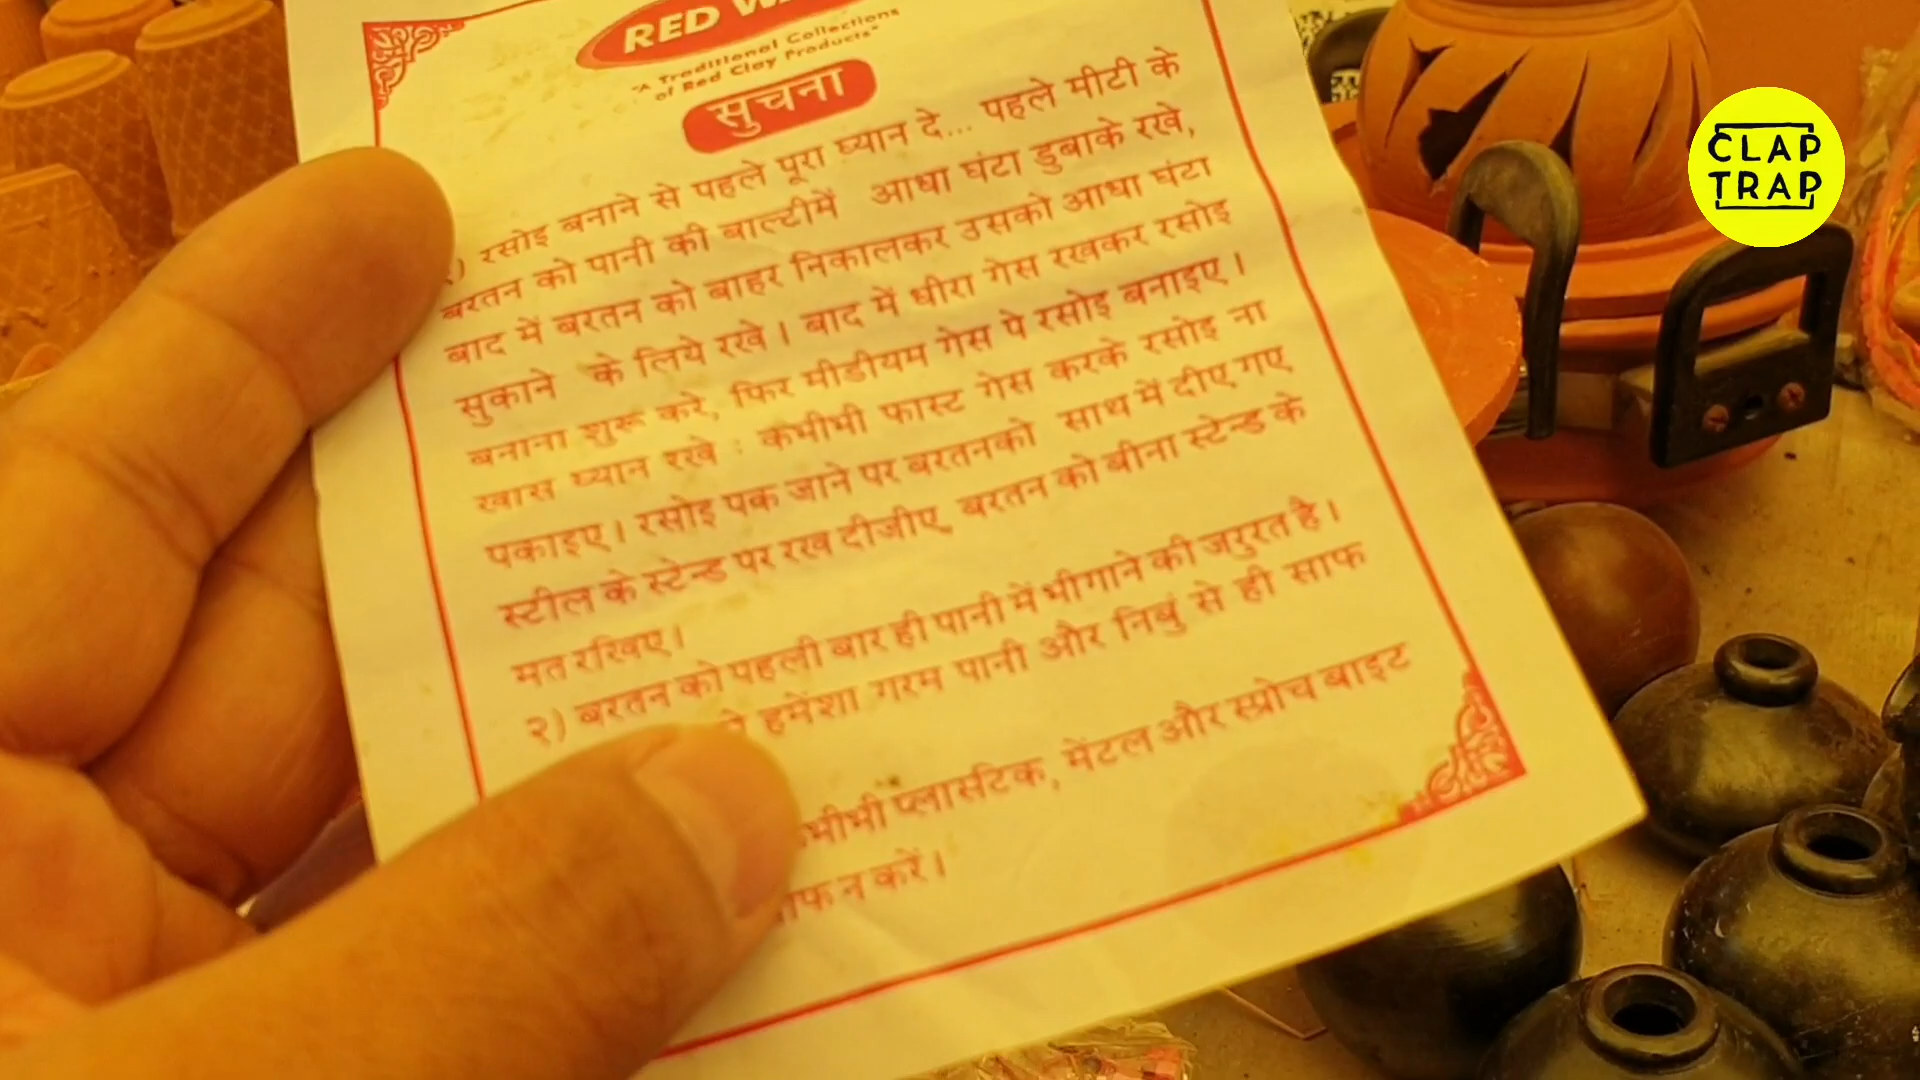 RED
"A Traditional Collections
of Red Clay Products"
सुचना
) रसोइ बनाने से पहले पूरा घ्यान दे... पहले मीटी के
बरतन को पानी की बाल्टीमें आधा घंटा डुबाके रखे,
बाद में बरतन को बाहर निकालकर उसको आधा घंटा
सुकाने के लिये रखे । बाद में धीरा गेस रखकर रसोइ
बनाना शुरू करे, फिर मीडीयम गेस पे रसोइ बनाइए ।
खास घ्यान रखे : कभीभी फास्ट गेस करके रसोइ ना
पकाइए । रसोइ पक जाने पर बरतनको साथ में दीए गए
स्टील के स्टेन्ड पर रख दीजीए, बरतन को बीना स्टेन्ड के
मत रखिए ।
२) बरतन को पहली बार ही पानी में भीगाने की जरुरत है ।
हमेंशा गरम पानी और निबुं से ही साफ
प्लास्टिक, मेंटल और स्प्रोच बाइट
न करें ।
CLAP
TRAP